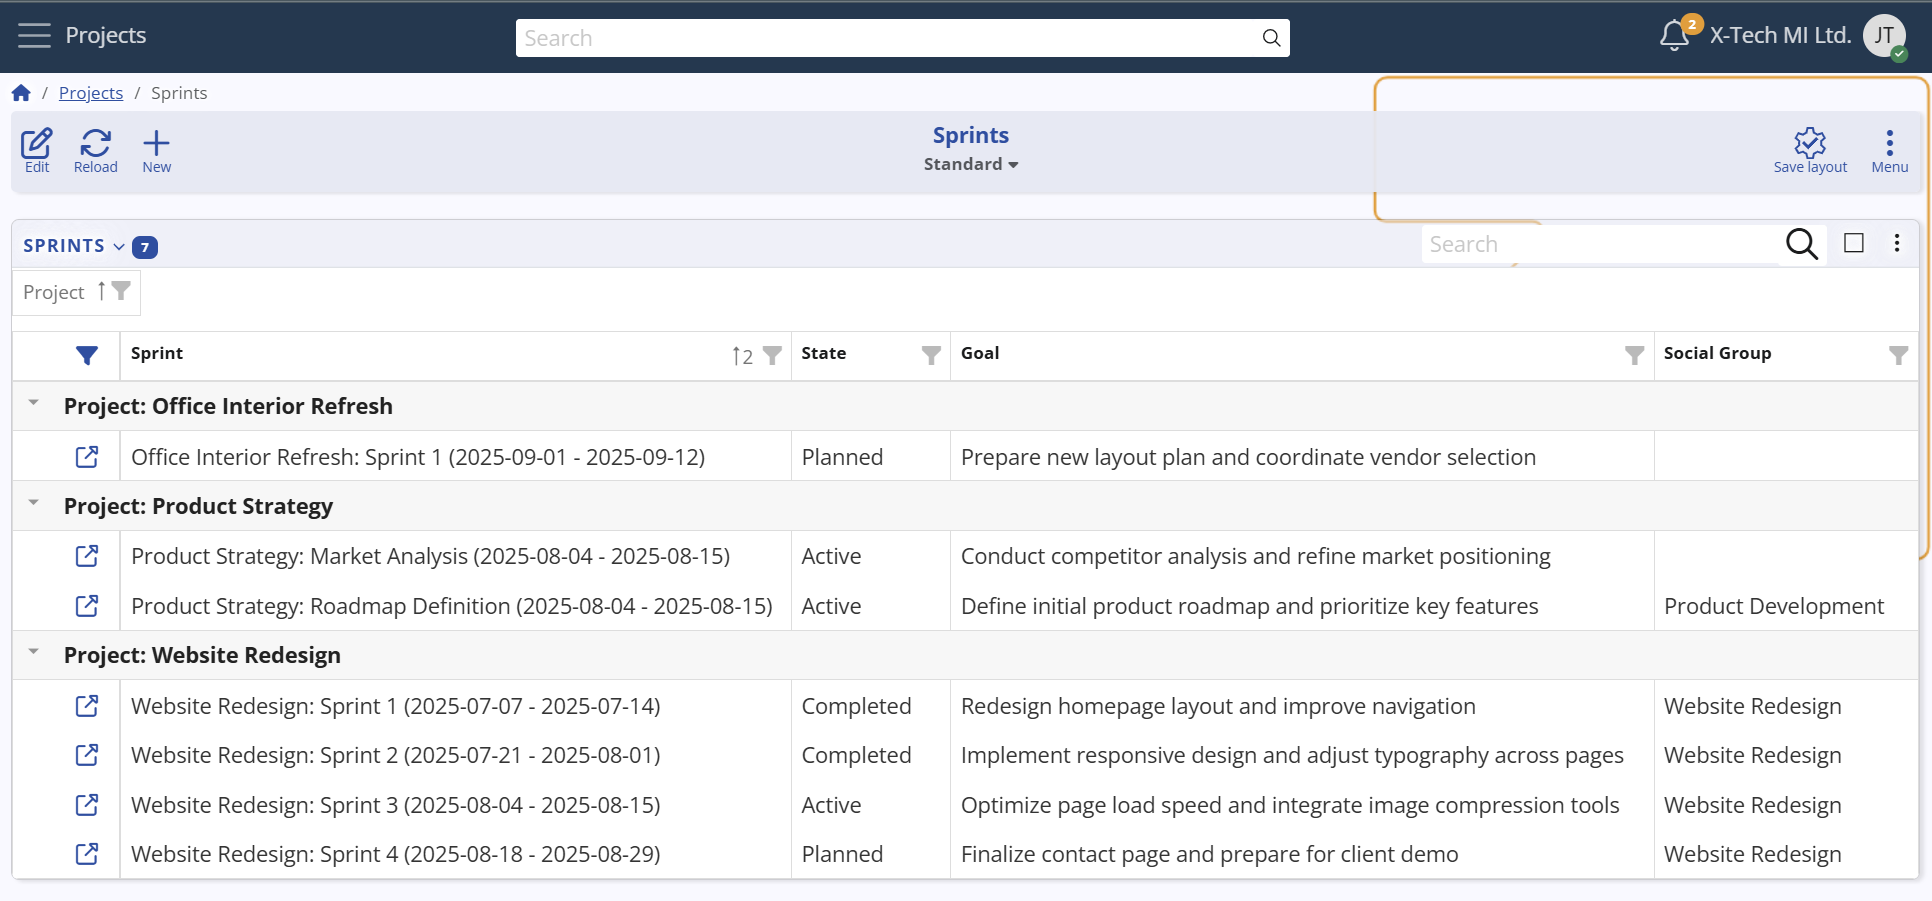 Projects
Search
2
X-Tech MI Ltd.
JT
/ Projects / Sprints
Edit
Reload
New
Sprints
Standard
Save layout
Menu
SPRINTS 7
Search
Project
Sprint 2 State Goal Social Group
Project: Office Interior Refresh
Office Interior Refresh: Sprint 1 (2025-09-01 - 2025-09-12) Planned Prepare new layout plan and coordinate vendor selection
Project: Product Strategy
Product Strategy: Market Analysis (2025-08-04 - 2025-08-15) Active Conduct competitor analysis and refine market positioning
Product Strategy: Roadmap Definition (2025-08-04 - 2025-08-15) Active Define initial product roadmap and prioritize key features Product Development
Project: Website Redesign
Website Redesign: Sprint 1 (2025-07-07 - 2025-07-14) Completed Redesign homepage layout and improve navigation Website Redesign
Website Redesign: Sprint 2 (2025-07-21 - 2025-08-01) Completed Implement responsive design and adjust typography across pages Website Redesign
Website Redesign: Sprint 3 (2025-08-04 - 2025-08-15) Active Optimize page load speed and integrate image compression tools Website Redesign
Website Redesign: Sprint 4 (2025-08-18 - 2025-08-29) Planned Finalize contact page and prepare for client demo Website Redesign